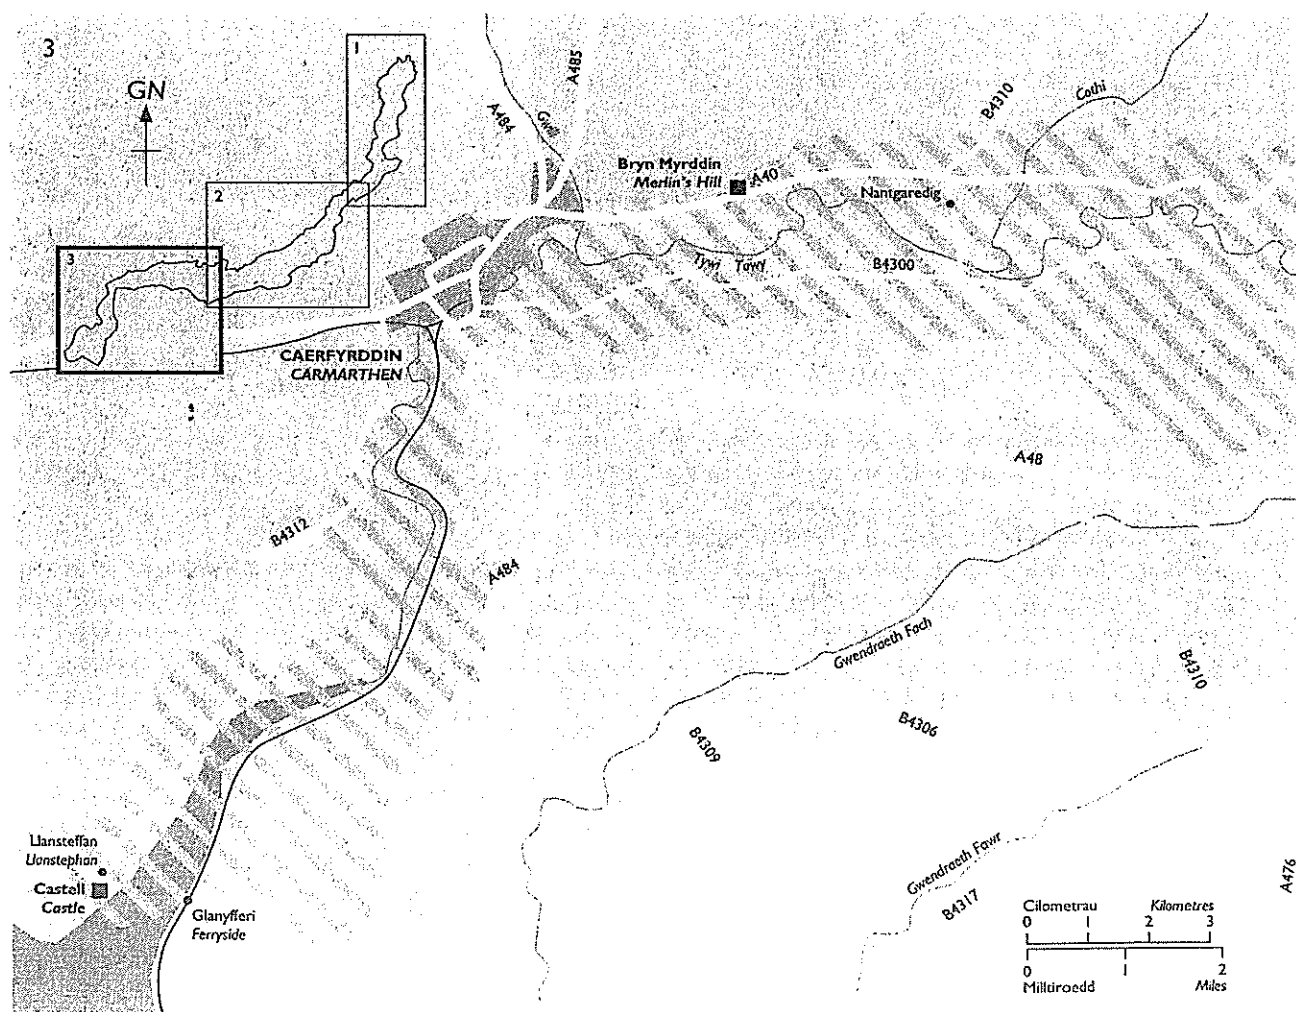 3
GN
1
2
3
A484
Gwili
A485
Bryn Myrddin
Merlin's Hill
A40
B4310
Cothi
Nantgaredig
Tywi Towy
B4300
CAERFYRDDIN
CARMARTHEN
A48
B4312
A484
Gwendraeth Fach
B4310
B4309
B4306
Llansteffan
Llanstephan
Castell
Castle
Glanyfferi
Ferryside
Gwendraeth Fawr
B4317
A476
Cilometrau Kilometres
0 1 2 3
0 1 2
Milltiroedd Miles